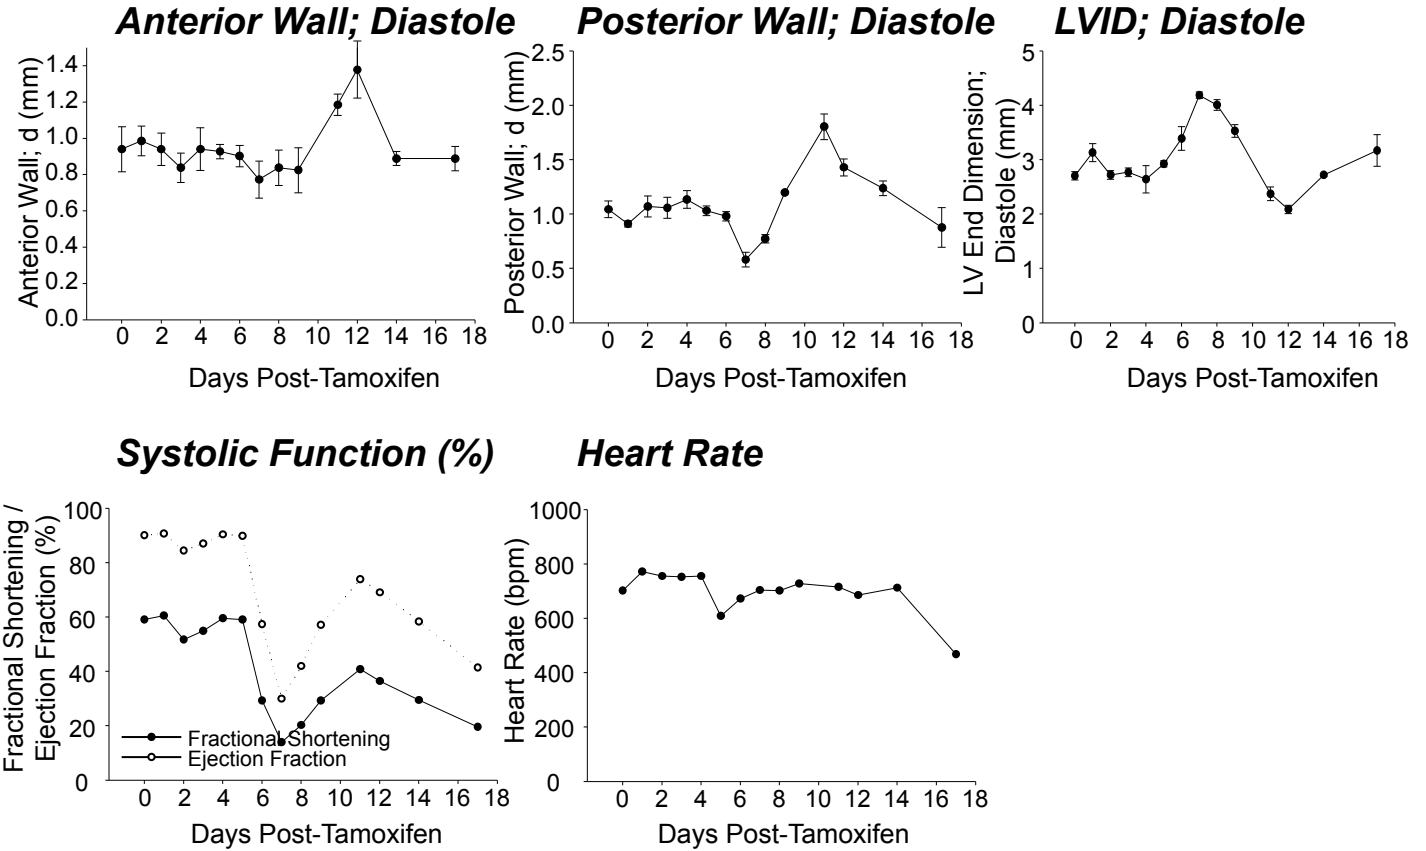 Anterior Wall; Diastole
Anterior Wall; d (mm)
1.4
1.2
1.0
0.8
0.6
0.4
0.2
0.0
0 2 4 6 8 10 12 14 16 18
Days Post-Tamoxifen
Posterior Wall; Diastole
Posterior Wall; d (mm)
2.5
2.0
1.5
1.0
0.5
0.0
0 2 4 6 8 10 12 14 16 18
Days Post-Tamoxifen
LVID; Diastole
LV End Dimension;
Diastole (mm)
5
4
3
2
1
0
0 2 4 6 8 10 12 14 16 18
Days Post-Tamoxifen
Systolic Function (%)
Fractional Shortening /
Ejection Fraction (%)
100
80
60
40
20
0
Fractional Shortening
Ejection Fraction
0 2 4 6 8 10 12 14 16 18
Days Post-Tamoxifen
Heart Rate
Heart Rate (bpm)
1000
800
600
400
200
0
0 2 4 6 8 10 12 14 16 18
Days Post-Tamoxifen